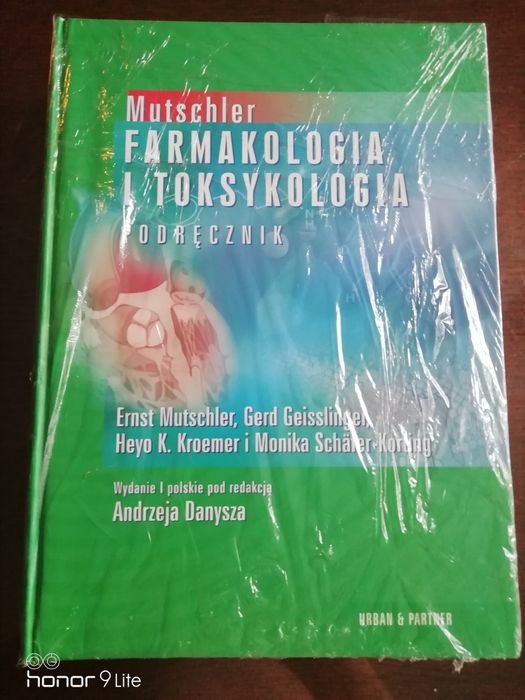 Mutschler
FARMAKOLOGIA
I TOKSYKOLOGIA
PODRĘCZNIK
Ernst Mutschler, Gerd Geisslinger,
Heyo K. Kroemer i Monika Schäfer-Korting
Wydanie I polskie pod redakcją
Andrzeja Danysza
URBAN & PARTNER
honor 9 Lite